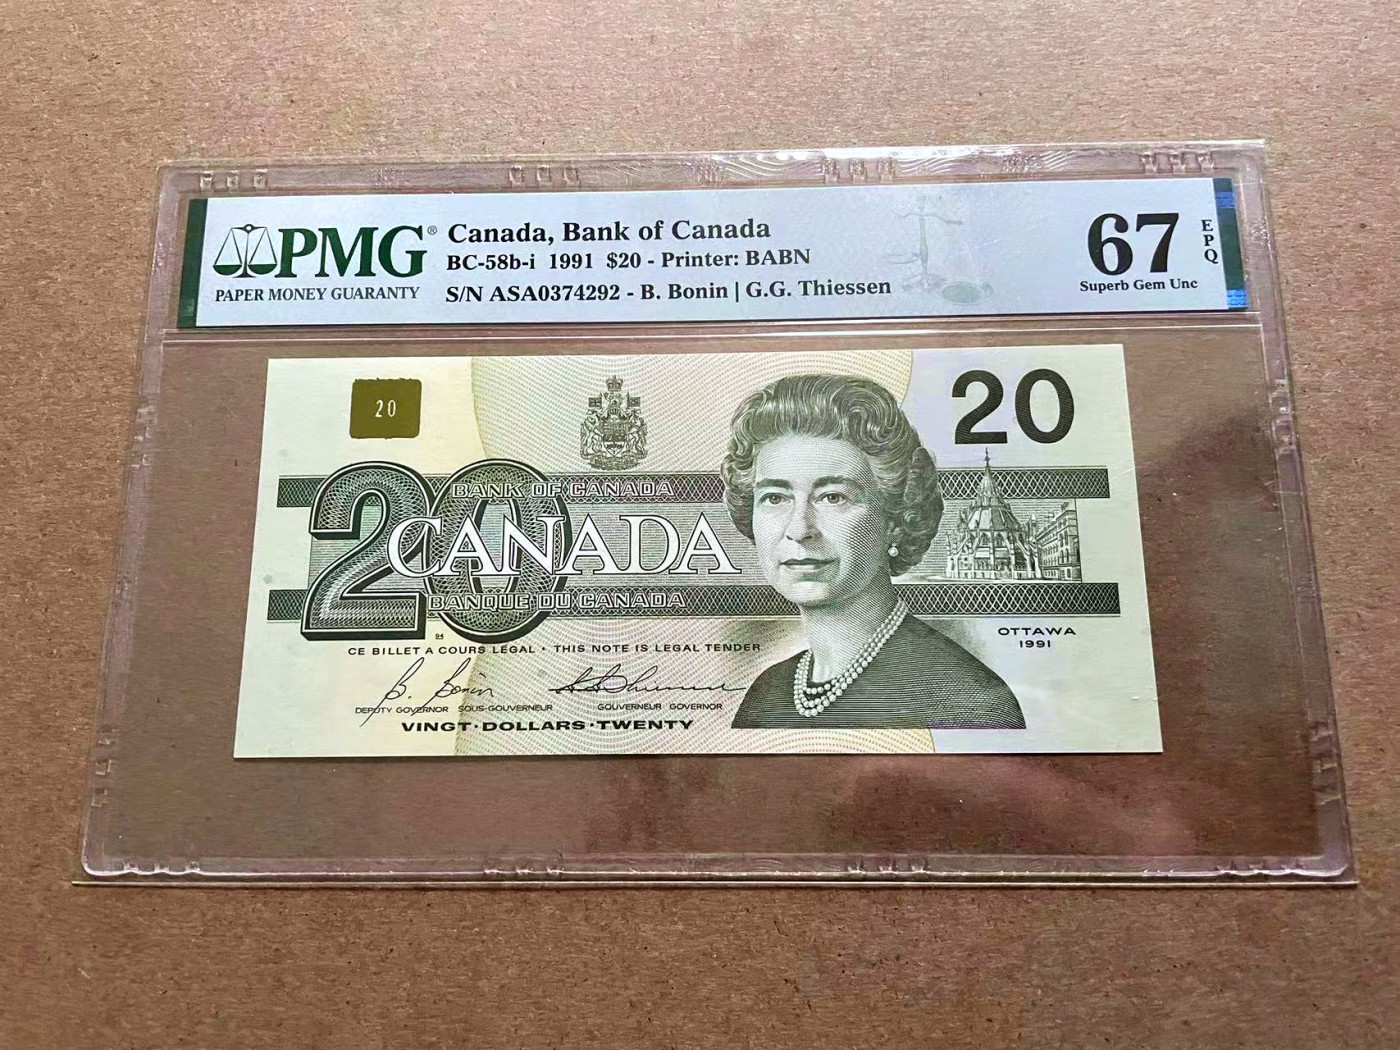 PMG®
PAPER MONEY GUARANTY
Canada, Bank of Canada
BC-58b-i 1991 $20 - Printer: BABN
S/N ASA0374292 - B. Bonin | G.G. Thiessen
67
EPQ
Superb Gem Unc
20
20
20
BANK OF CANADA
CANADA
BANQUE DU CANADA
OTTAWA
1991
CE BILLET A COURS LEGAL • THIS NOTE IS LEGAL TENDER
B. Bonin
DEPUTY GOVERNOR SOUS-GOUVERNEUR
GOUVERNEUR GOVERNOR
VINGT·DOLLARS·TWENTY